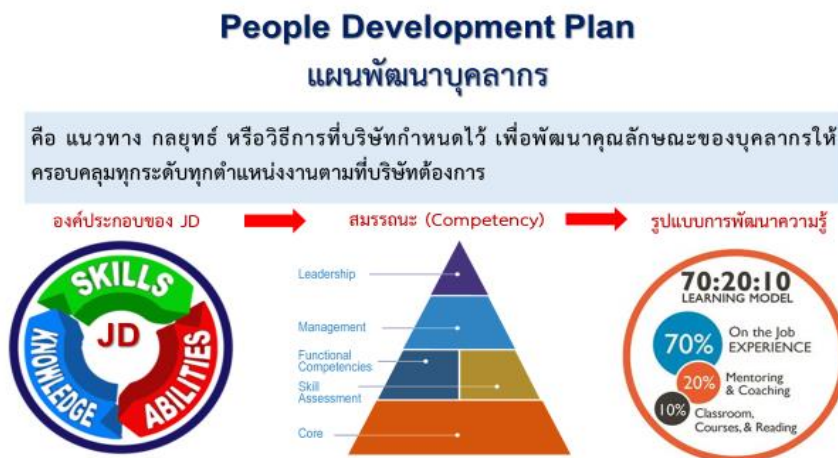 People Development Plan
แผนพัฒนาบุคลากร
คือ แนวทาง กลยุทธ์ หรือวิธีการที่บริษัทกำหนดไว้ เพื่อพัฒนาคุณลักษณะของบุคลากรให้
ครอบคลุมทุกระดับทุกตำแหน่งงานตามที่บริษัทต้องการ
องค์ประกอบของ JD
SKILLS
KNOWLEDGE
JD
ABILITIES
สมรรถนะ (Competency)
Leadership
Management
Functional
Competencies
Skill
Assessment
Core
รูปแบบการพัฒนาความรู้
70:20:10
LEARNING MODEL
70%
On the Job
EXPERIENCE
20%
Mentoring
& Coaching
10%
Classroom,
Courses, & Reading